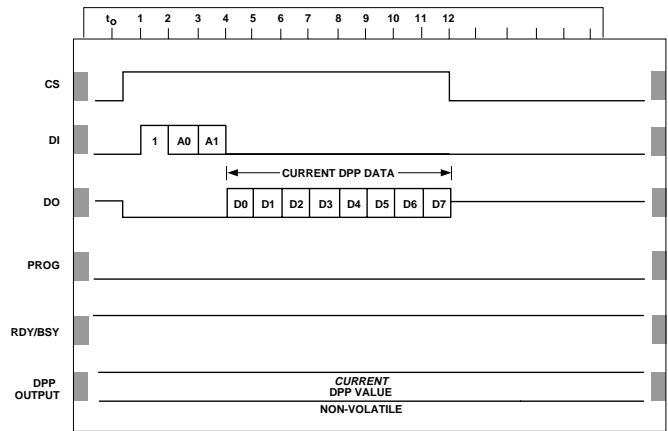 to 1 2 3 4 5 6 7 8 9 10 11 12
CS
DI 1 A0 A1
CURRENT DPP DATA
DO D0 D1 D2 D3 D4 D5 D6 D7
PROG
RDY/BSY
DPP OUTPUT
CURRENT
DPP VALUE
NON-VOLATILE